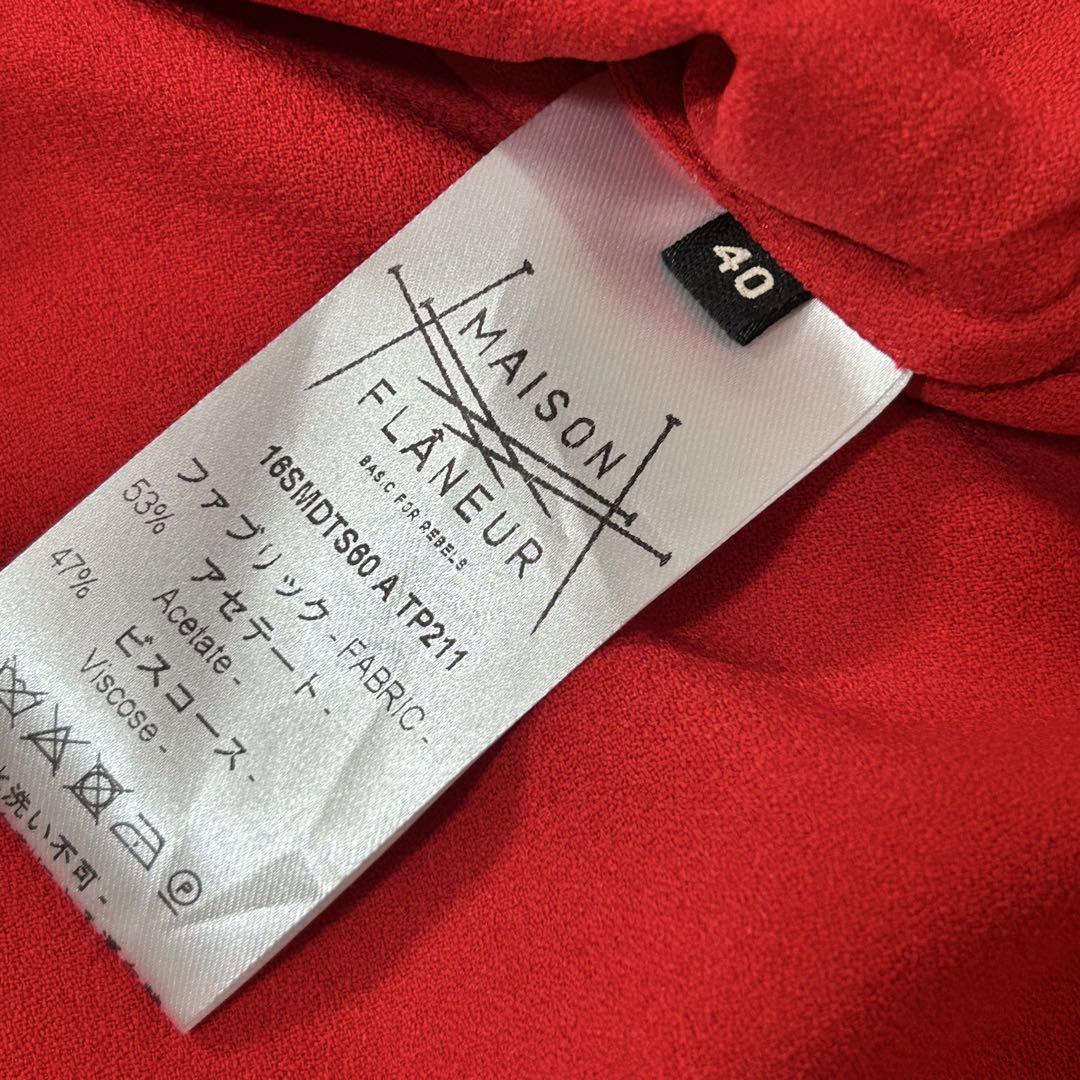 40
MAISON
FLÂNEUR
BASIC FOR REBELS
16SMDTS60 A TP211
ファブリック - FABRIC -
53% アセテート -
Acetate -
47% ビスコース -
Viscose -
P
水洗い不可 -